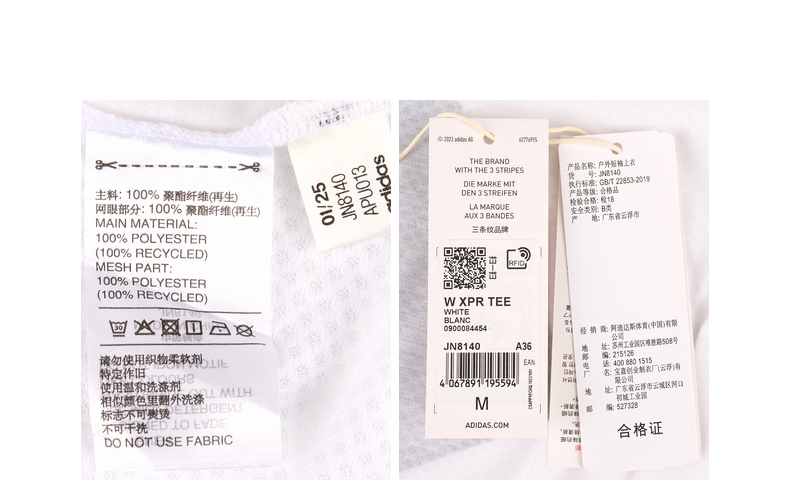 主料: 100% 聚酯纤维(再生)
网眼部分: 100% 聚酯纤维(再生)
MAIN MATERIAL:
100% POLYESTER
(100% RECYCLED)
MESH PART:
100% POLYESTER
(100% RECYCLED)
请勿使用织物柔软剂
特定作旧
使用温和洗涤剂
相似颜色里翻外洗涤
标志不可熨烫
不可干洗
DO NOT USE FABRIC
01/25
JN8140
APU013
adidas
© 2023 adidas AG
62776915
THE BRAND
WITH THE 3 STRIPES
DIE MARKE MIT
DEN 3 STREIFEN
LA MARQUE
AUX 3 BANDES
三条纹品牌
RFID
W XPR TEE
WHITE
BLANC
0900084454
JN8140 A36
EAN
4 067891 195594
M
ADIDAS.COM
产品名称: 户外短袖上衣
货 号: JN8140
执行标准: GB/T 22853-2019
产品等级: 合格品
检验合格: 检18
安全类别: B类
产 地: 广东省云浮市
经 销 商: 阿迪达斯体育(中国)有限
公司
地 址: 苏州工业园区唯亭路508号
邮 编: 215126
电 话: 400 880 1515
厂 名: 宝嘉创业制衣厂(云浮)有
限公司
地 址: 广东省云浮市云城区河口
初城工业园
邮 编: 527328
合格证